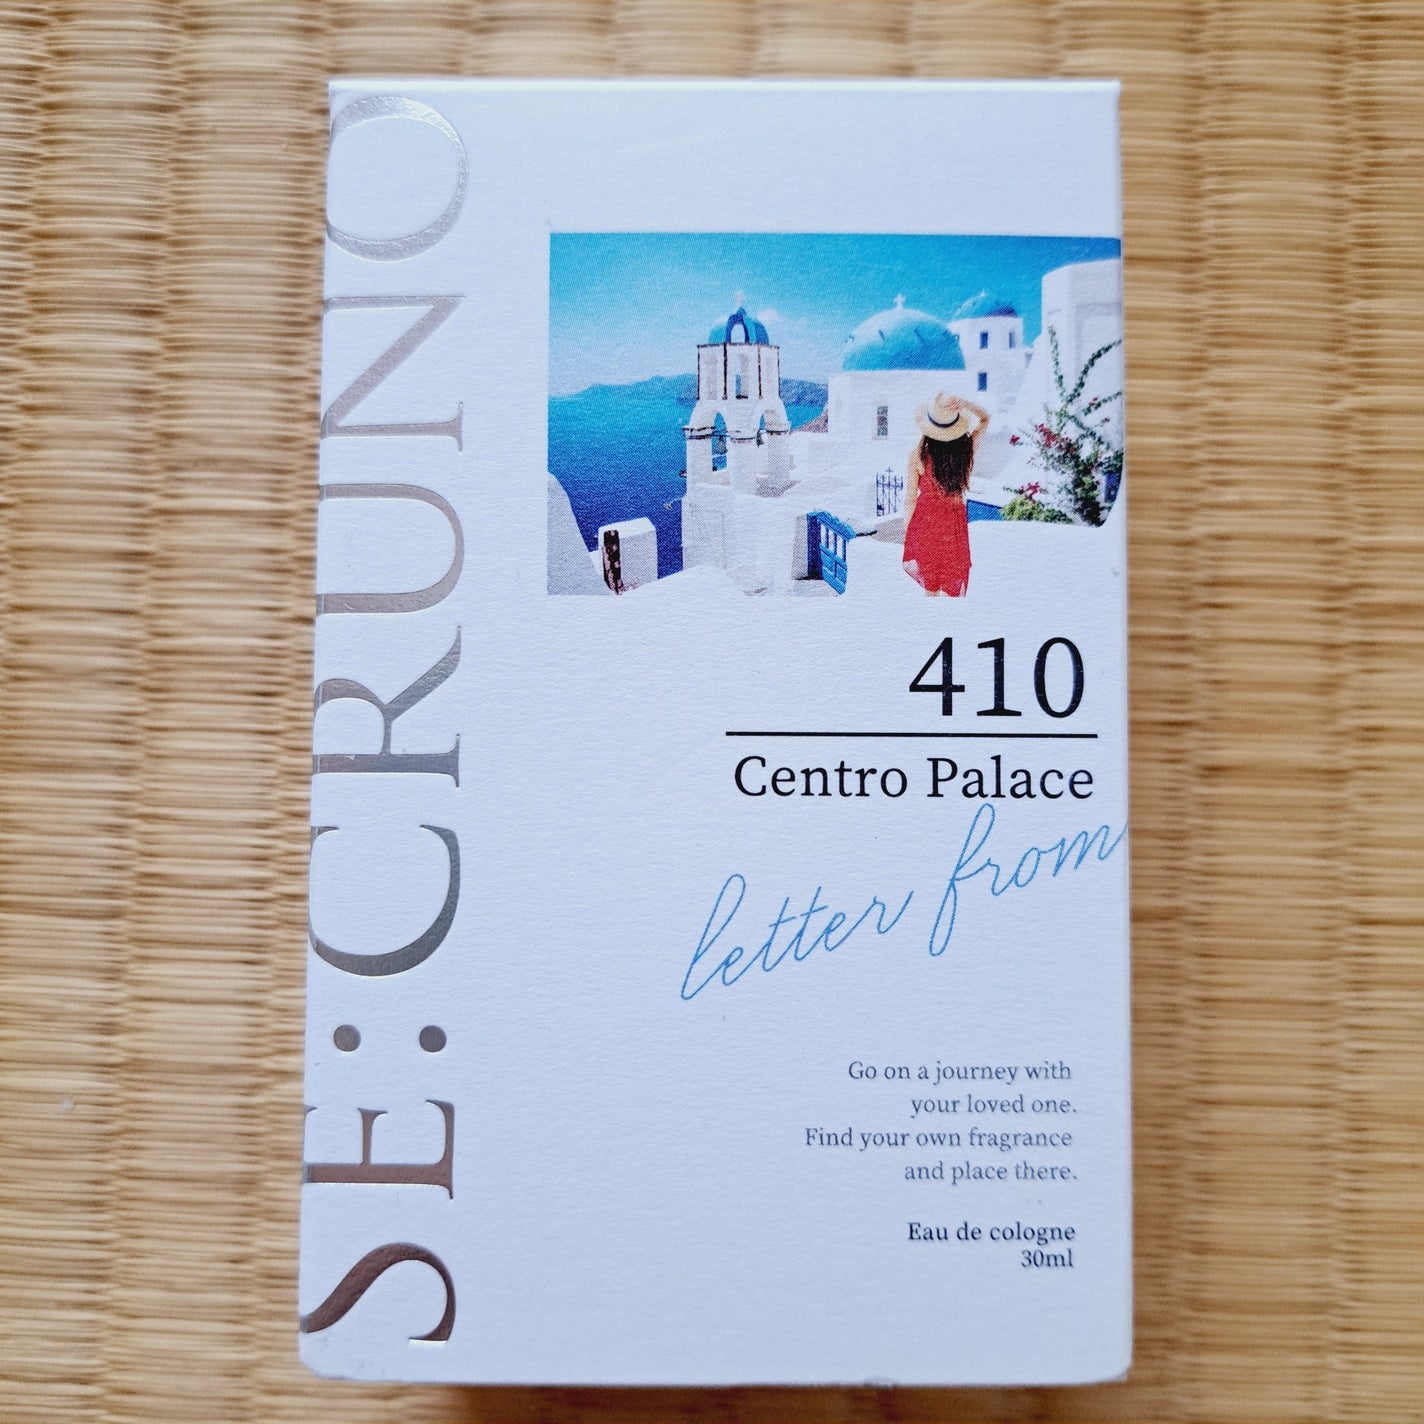 SE:CRUNO
410
Centro Palace
letter from
Go on a journey with
your loved one.
Find your own fragrance
and place there.
Eau de cologne
30ml